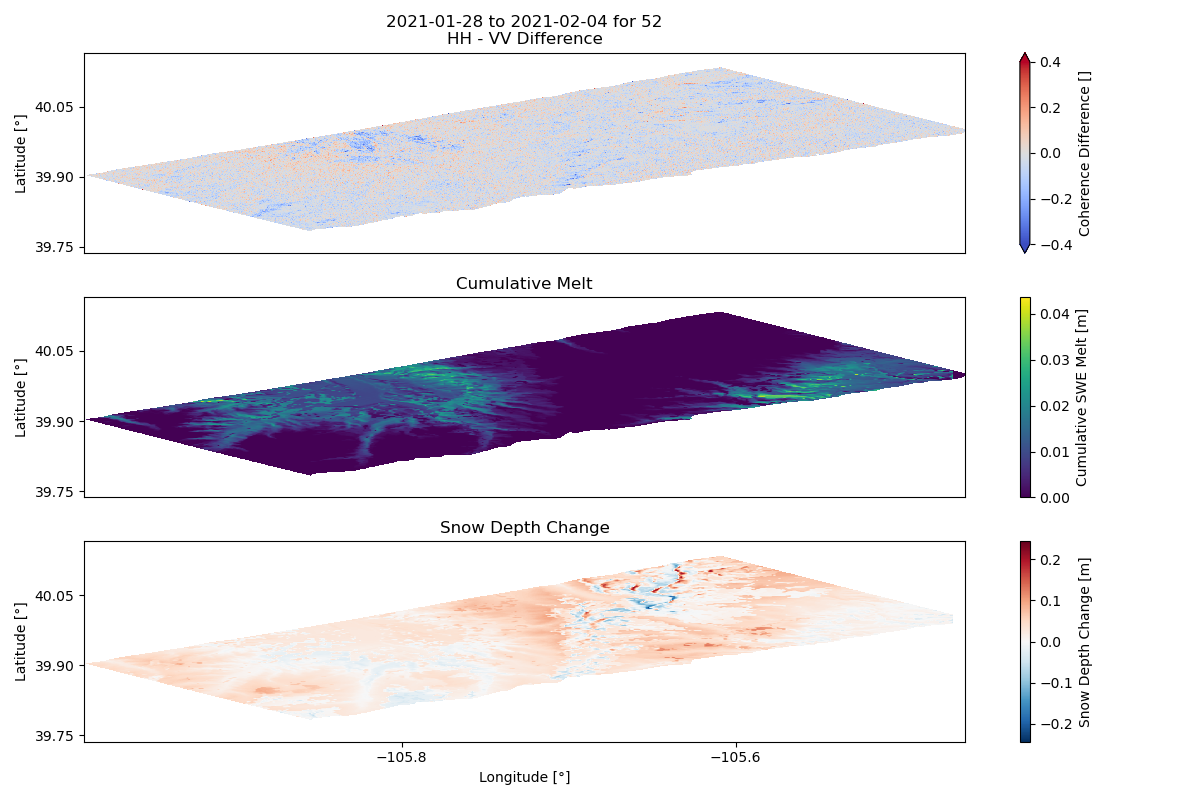 2021-01-28 to 2021-02-04 for 52
HH - VV Difference
40.05
39.90
39.75
Latitude [°]
0.4
0.2
0.0
−0.2
−0.4
Coherence Difference []
Cumulative Melt
40.05
39.90
39.75
Latitude [°]
0.04
0.03
0.02
0.01
0.00
Cumulative SWE Melt [m]
Snow Depth Change
40.05
39.90
39.75
Latitude [°]
−105.8
−105.6
Longitude [°]
0.2
0.1
0.0
−0.1
−0.2
Snow Depth Change [m]